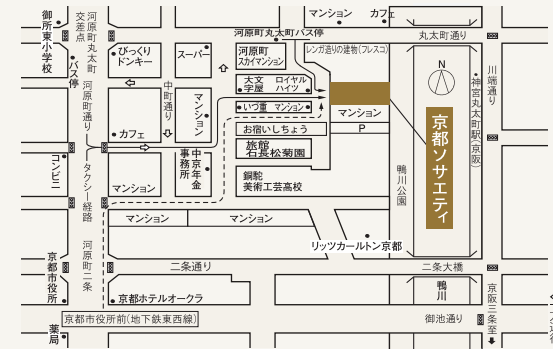 御所東小学校
河原町丸太町
交差点
バス停
びっくり
ドンキー
スーパー
河原町
スカイマンション
河原町丸太町バス停
マンション
カフェ
レンガ造りの建物(フレスコ)
丸太町通り
N
川端通り
神宮丸太町駅(京阪)
河原町通り
中町通り
マンション
大文字屋
ロイヤル
ハイツ
いづ重
マンション
マンション
P
お宿いしちょう
旅館
石長松菊園
銅駝
美術工芸高校
京都ソサエティ
鴨川公園
カフェ
コンビニ
タクシー経路
中京年金
事務所
マンション
マンション
マンション
リッツカールトン京都
河原町二条
二条通り
二条大橋
京都市役所
京都ホテルオークラ
鴨川
京都市役所前(地下鉄東西線)
薬局
御池通り
京阪三条至